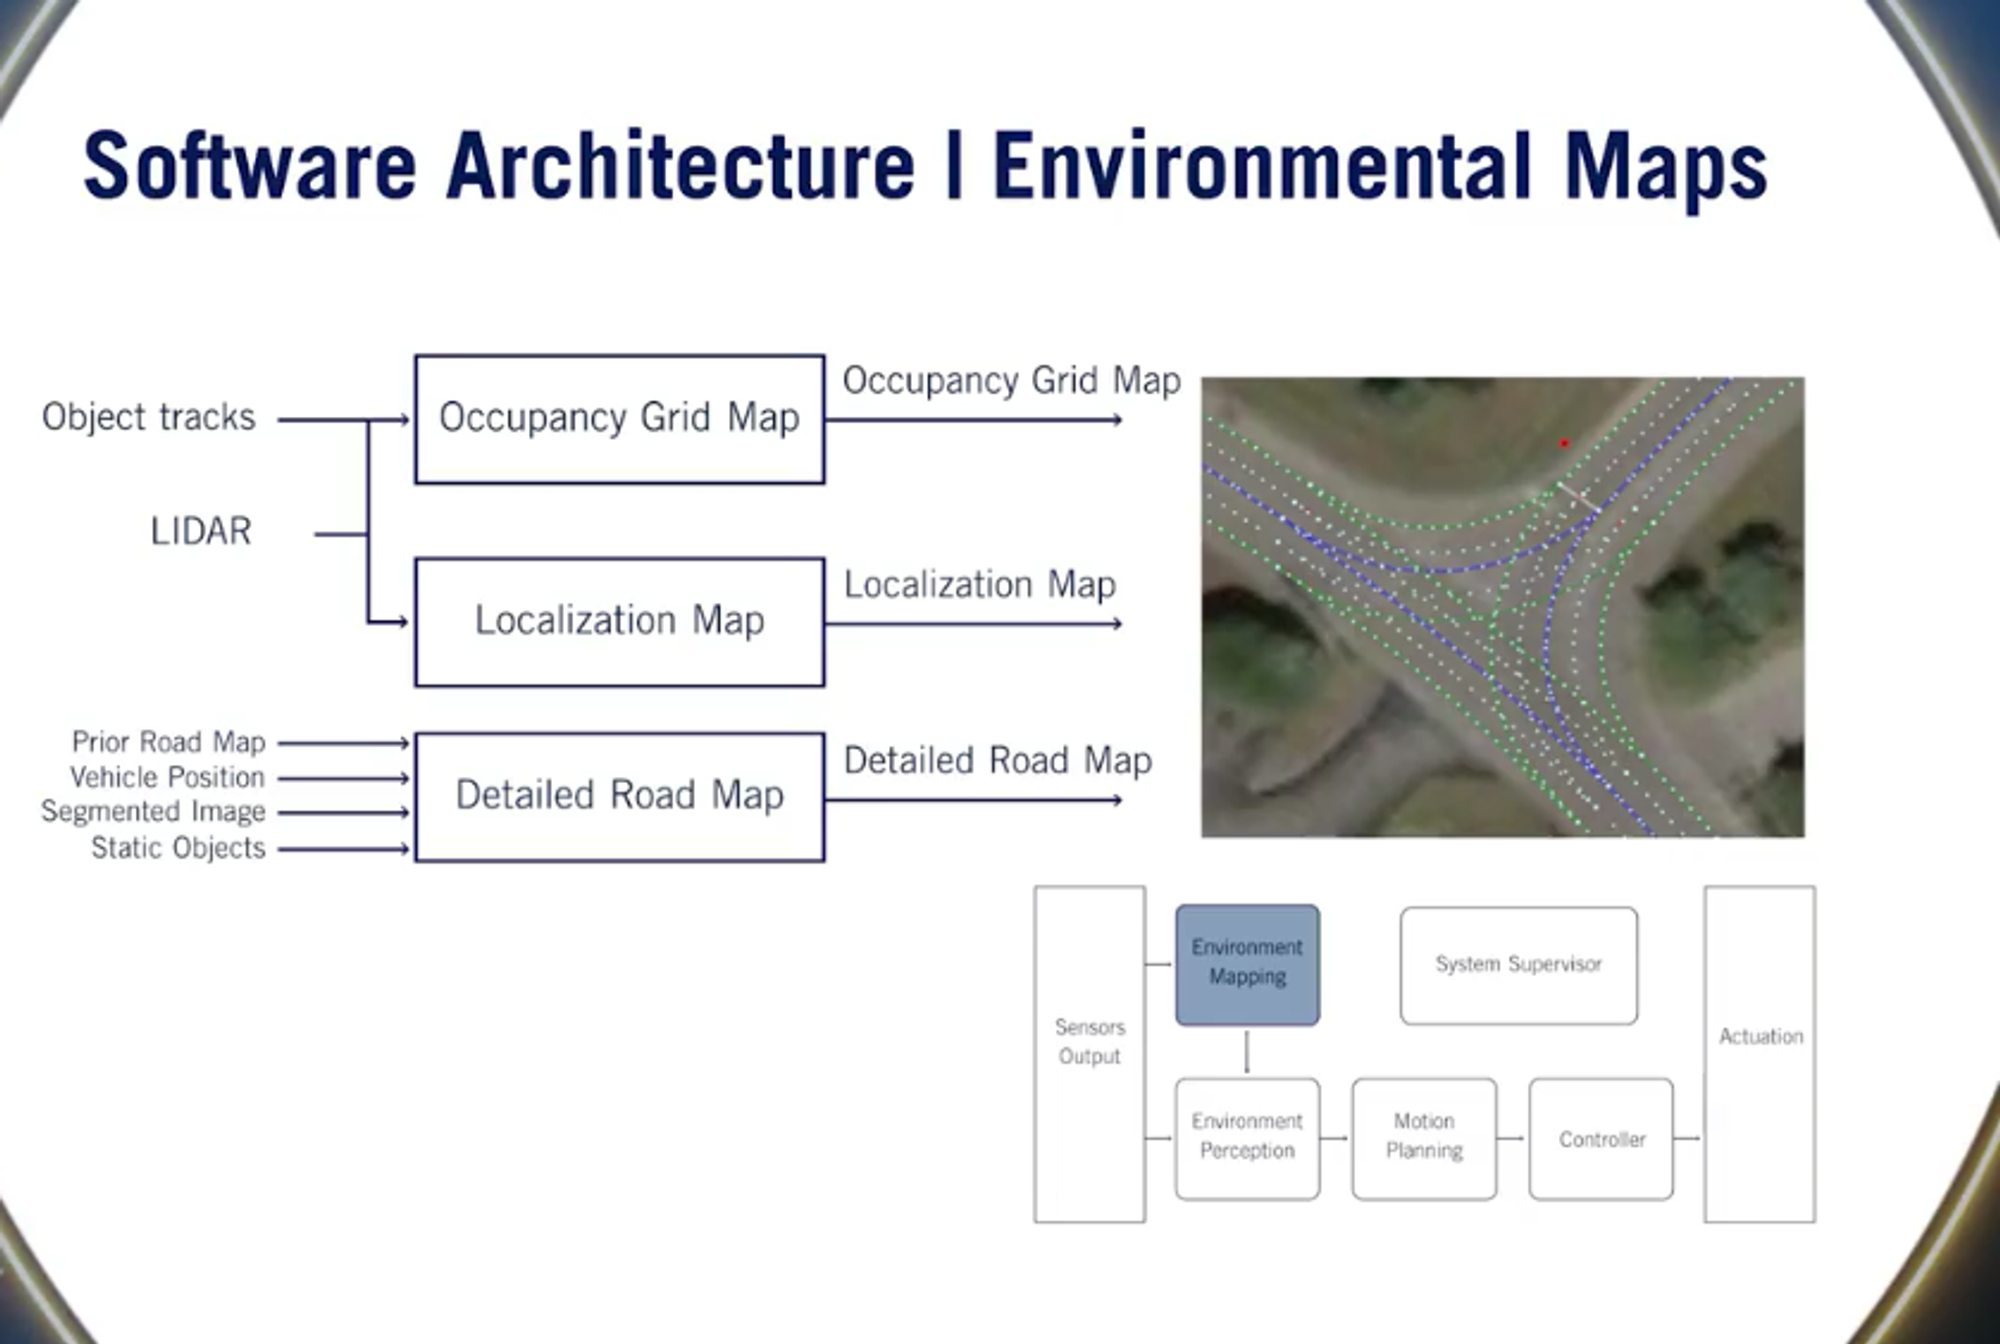 Software Architecture | Environmental Maps
Object tracks
LIDAR
Occupancy Grid Map
Occupancy Grid Map
Localization Map
Localization Map
Prior Road Map
Vehicle Position
Segmented Image
Static Objects
Detailed Road Map
Detailed Road Map
Sensors
Output
Environment
Mapping
System Supervisor
Environment
Perception
Motion
Planning
Controller
Actuation